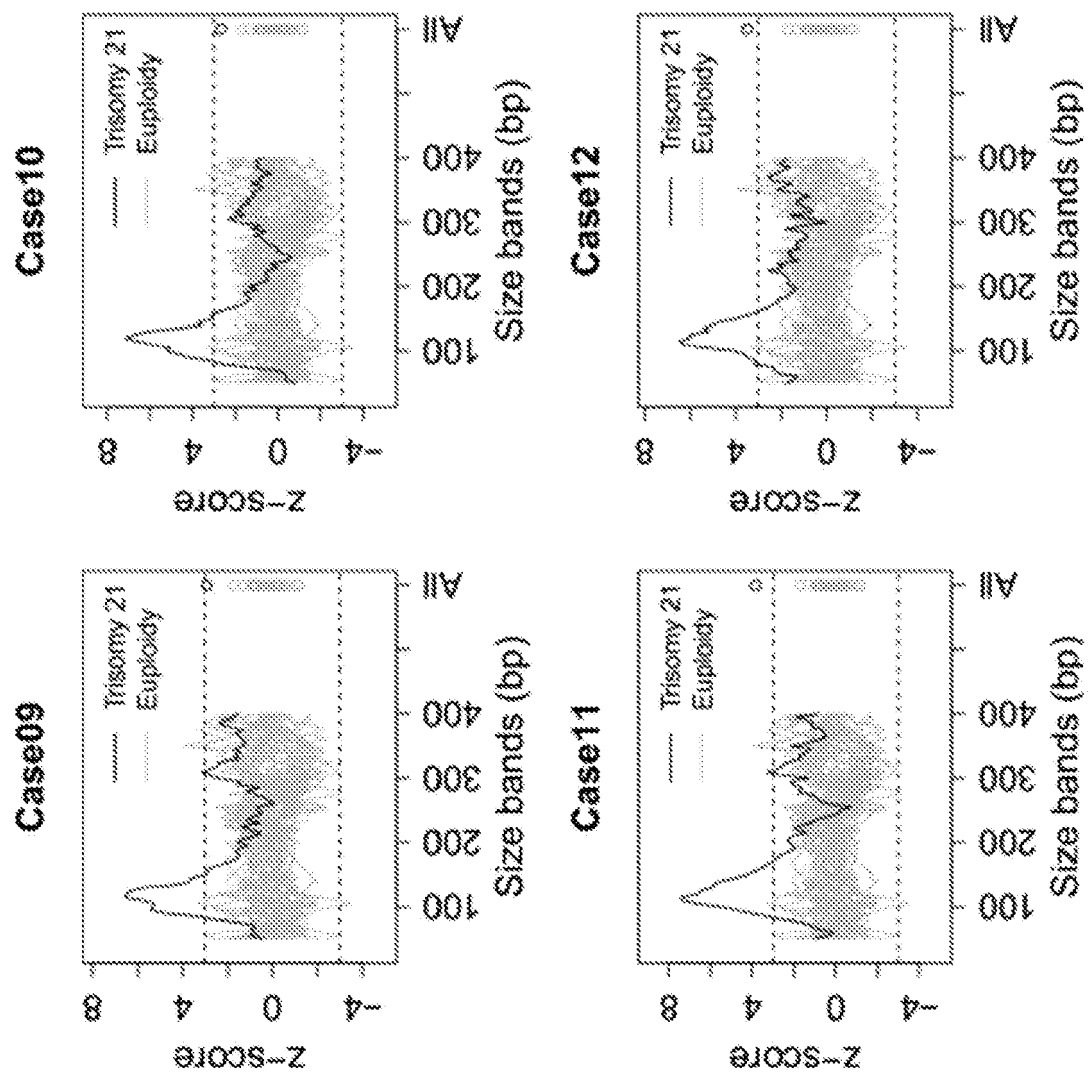 Case09
Trisomy 21
Euploidy
8
4
0
-4
z-score
100
200
300
400
All
Size bands (bp)
Case10
Trisomy 21
Euploidy
8
4
0
-4
z-score
100
200
300
400
All
Size bands (bp)
Case11
Trisomy 21
Euploidy
8
4
0
-4
z-score
100
200
300
400
All
Size bands (bp)
Case12
Trisomy 21
Euploidy
8
4
0
-4
z-score
100
200
300
400
All
Size bands (bp)